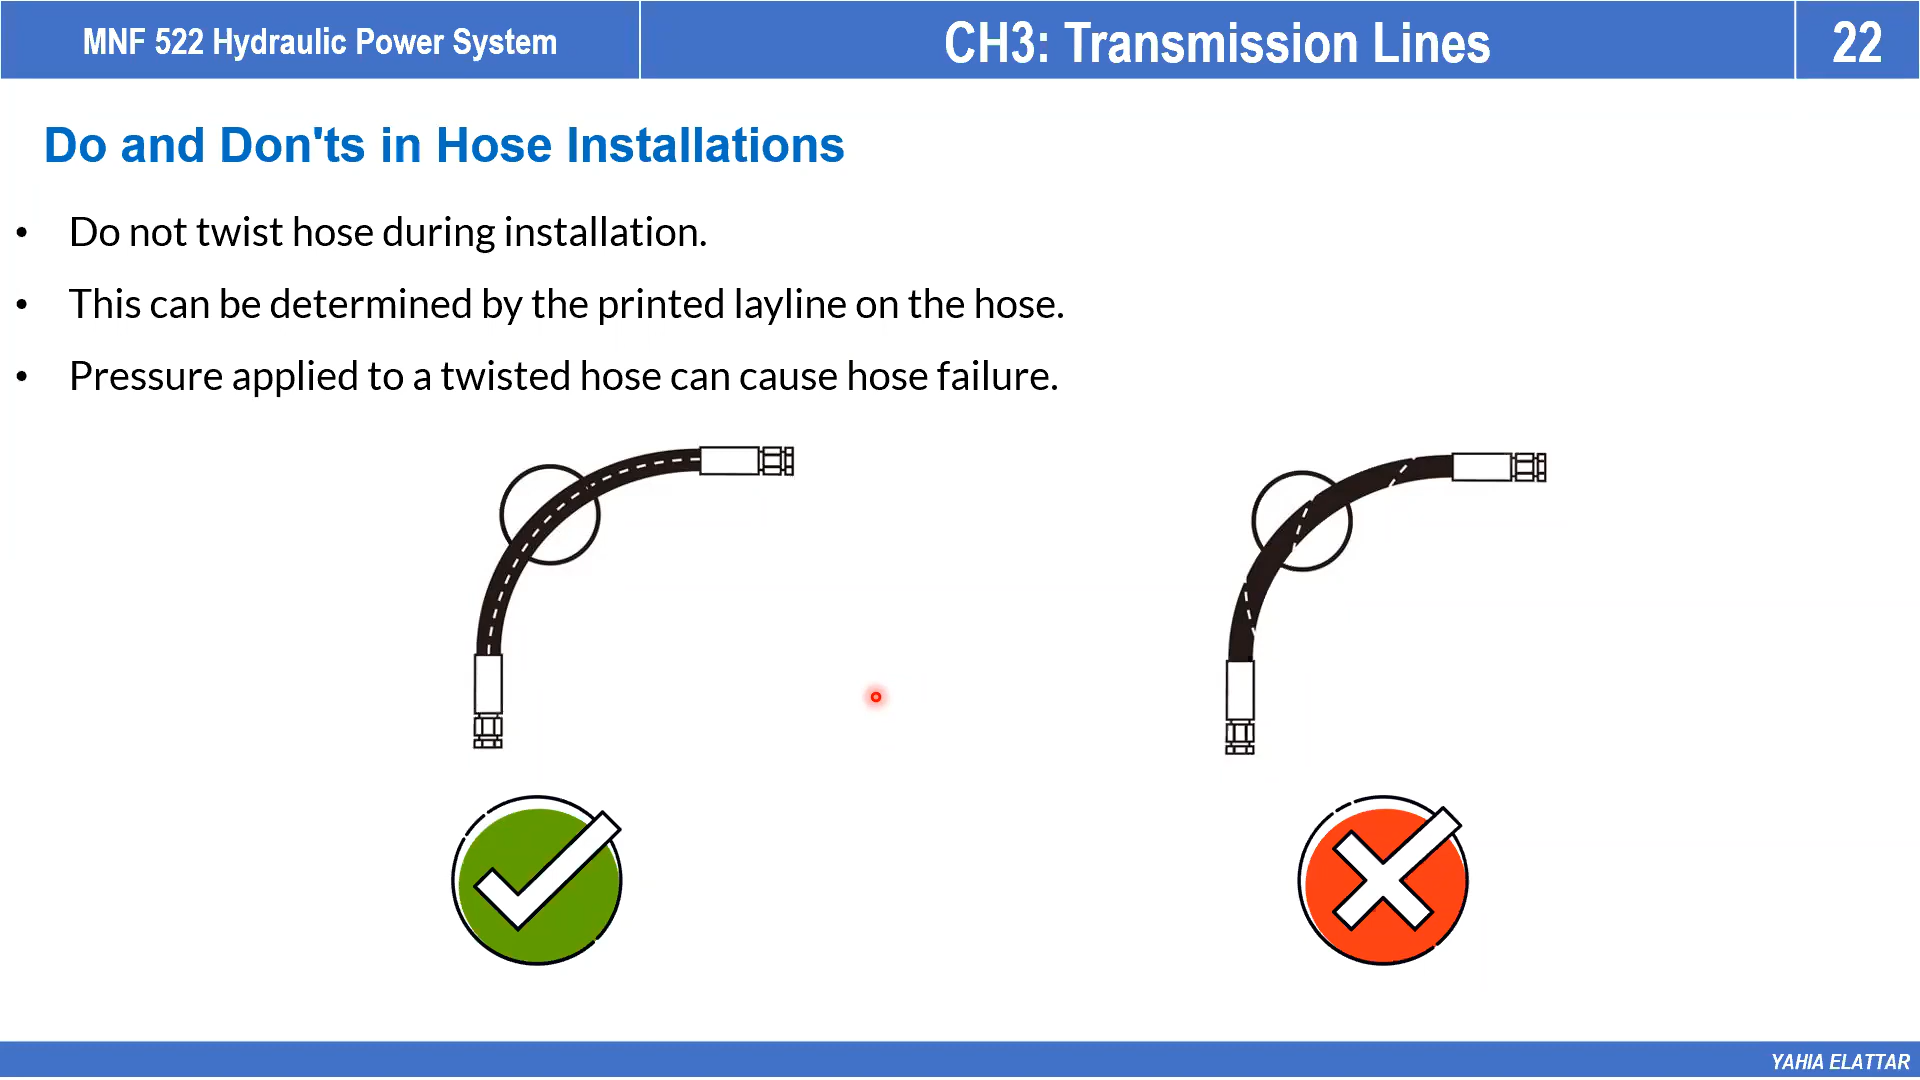 MNF 522 Hydraulic Power System
CH3: Transmission Lines
22
Do and Don'ts in Hose Installations
• Do not twist hose during installation.
• This can be determined by the printed layline on the hose.
• Pressure applied to a twisted hose can cause hose failure.
YAHIA ELATTAR